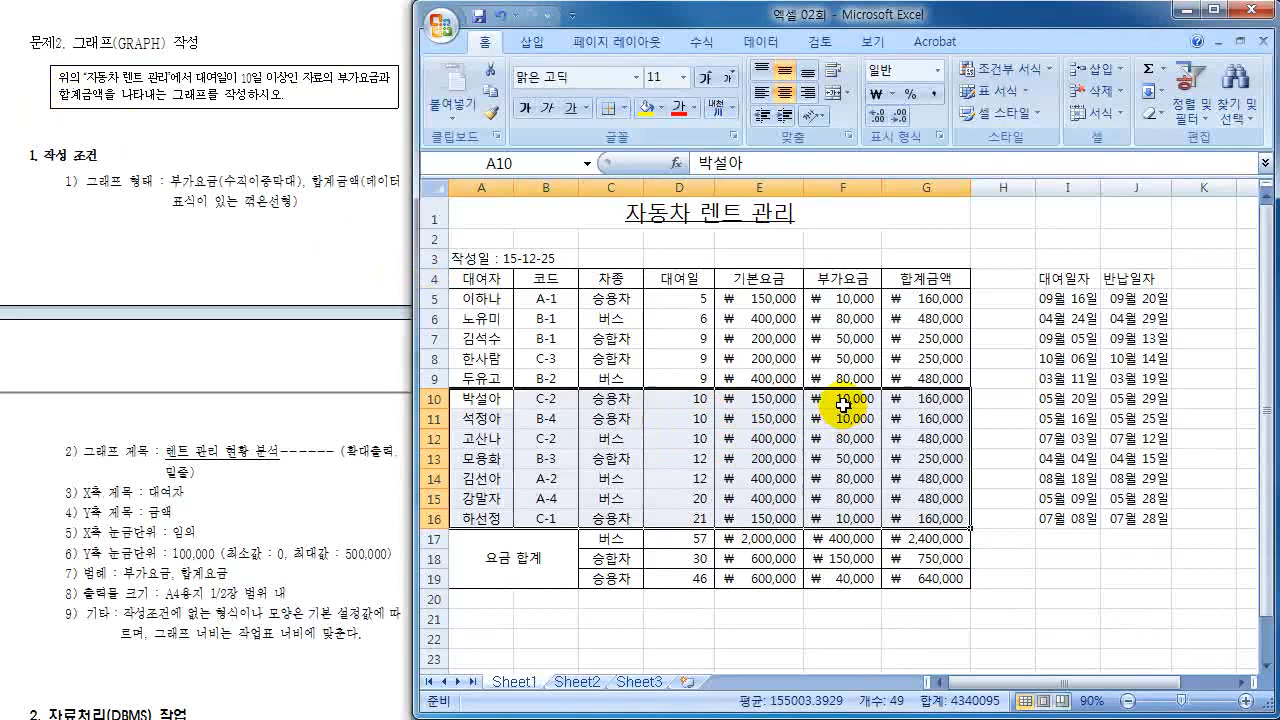 문제2. 그래프(GRAPH) 작성
위의 "자동차 렌트 관리"에서 대여일이 10일 이상인 자료의 부가요금과
합계금액을 나타내는 그래프를 작성하시오.
1. 작성 조건
1) 그래프 형태 : 부가요금(수직이중막대), 합계금액(데이터
표식이 있는 꺾은선형)
2) 그래프 제목 : 렌트 관리 현황 분석------ (확대출력,
밑줄)
3) X축 제목 : 대여자
4) Y축 제목 : 금액
5) X축 눈금단위 : 임의
6) Y축 눈금단위 : 100,000 (최소값 : 0, 최대값 : 500,000)
7) 범례 : 부가요금, 합계요금
8) 출력물 크기 : A4용지 1/2장 범위 내
9) 기타 : 작성조건에 없는 형식이나 모양은 기본 설정값에 따
르며, 그래프 너비는 작업표 너비에 맞춘다.
2. 자료처리(DBMS) 작업
엑셀 02회 - Microsoft Excel
홈 삽입 페이지 레이아웃 수식 데이터 검토 보기 Acrobat
붙여넣기 맑은 고딕 11 가 가 일반 조건부 서식 삽입 Σ
가 가 가 가 내천 ₩ % , 표 서식 삭제 정렬 및 필터 찾기 및 선택
셀 스타일 서식
클립보드 글꼴 맞춤 표시 형식 스타일 셀 편집
A10 fx 박설아
A B C D E F G H I J K
1 자동차 렌트 관리
2
3 작성일 : 15-12-25
4 대여자 코드 차종 대여일 기본요금 부가요금 합계금액 대여일자 반납일자
5 이하나 A-1 승용차 5 ₩ 150,000 ₩ 10,000 ₩ 160,000 09월 16일 09월 20일
6 노유미 B-1 버스 6 ₩ 400,000 ₩ 80,000 ₩ 480,000 04월 24일 04월 29일
7 김석수 B-1 승합차 9 ₩ 200,000 ₩ 50,000 ₩ 250,000 09월 05일 09월 13일
8 한사람 C-3 승합차 9 ₩ 200,000 ₩ 50,000 ₩ 250,000 10월 06일 10월 14일
9 두유고 B-2 버스 9 ₩ 400,000 ₩ 80,000 ₩ 480,000 03월 11일 03월 19일
10 박설아 C-2 승용차 10 ₩ 150,000 ₩ 10,000 ₩ 160,000 05월 20일 05월 29일
11 석정아 B-4 승용차 10 ₩ 150,000 ₩ 10,000 ₩ 160,000 05월 16일 05월 25일
12 고산나 C-2 버스 10 ₩ 400,000 ₩ 80,000 ₩ 480,000 07월 03일 07월 12일
13 모용화 B-3 승합차 12 ₩ 200,000 ₩ 50,000 ₩ 250,000 04월 04일 04월 15일
14 김선아 A-2 버스 12 ₩ 400,000 ₩ 80,000 ₩ 480,000 08월 18일 08월 29일
15 강말자 A-4 버스 20 ₩ 400,000 ₩ 80,000 ₩ 480,000 05월 09일 05월 28일
16 하선정 C-1 승용차 21 ₩ 150,000 ₩ 10,000 ₩ 160,000 07월 08일 07월 28일
17 버스 57 ₩ 2,000,000 ₩ 400,000 ₩ 2,400,000
18 요금 합계 승합차 30 ₩ 600,000 ₩ 150,000 ₩ 750,000
19 승용차 46 ₩ 600,000 ₩ 40,000 ₩ 640,000
20
21
22
23
Sheet1 Sheet2 Sheet3
준비 평균: 155003.3929 개수: 49 합계: 4340095 90%